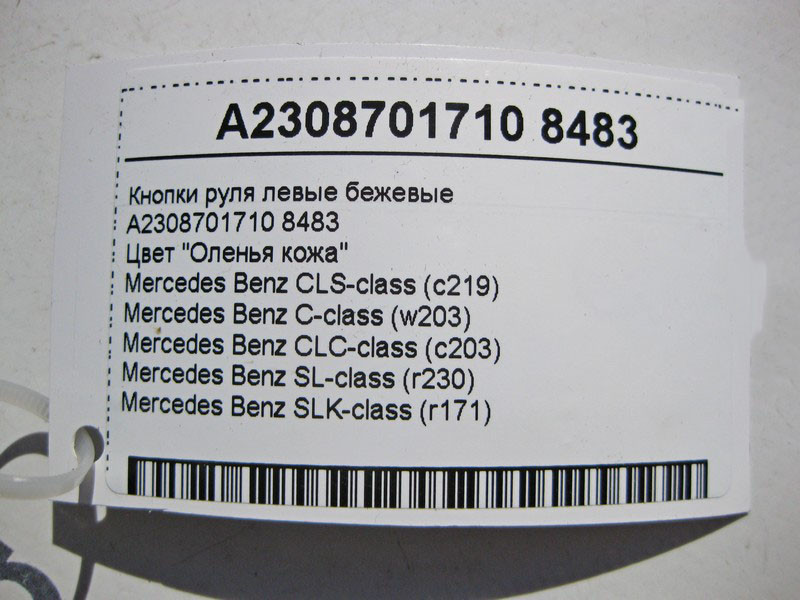 A2308701710 8483
Кнопки руля левые бежевые
A2308701710 8483
Цвет "Оленья кожа"
Mercedes Benz CLS-class (c219)
Mercedes Benz C-class (w203)
Mercedes Benz CLC-class (c203)
Mercedes Benz SL-class (r230)
Mercedes Benz SLK-class (r171)